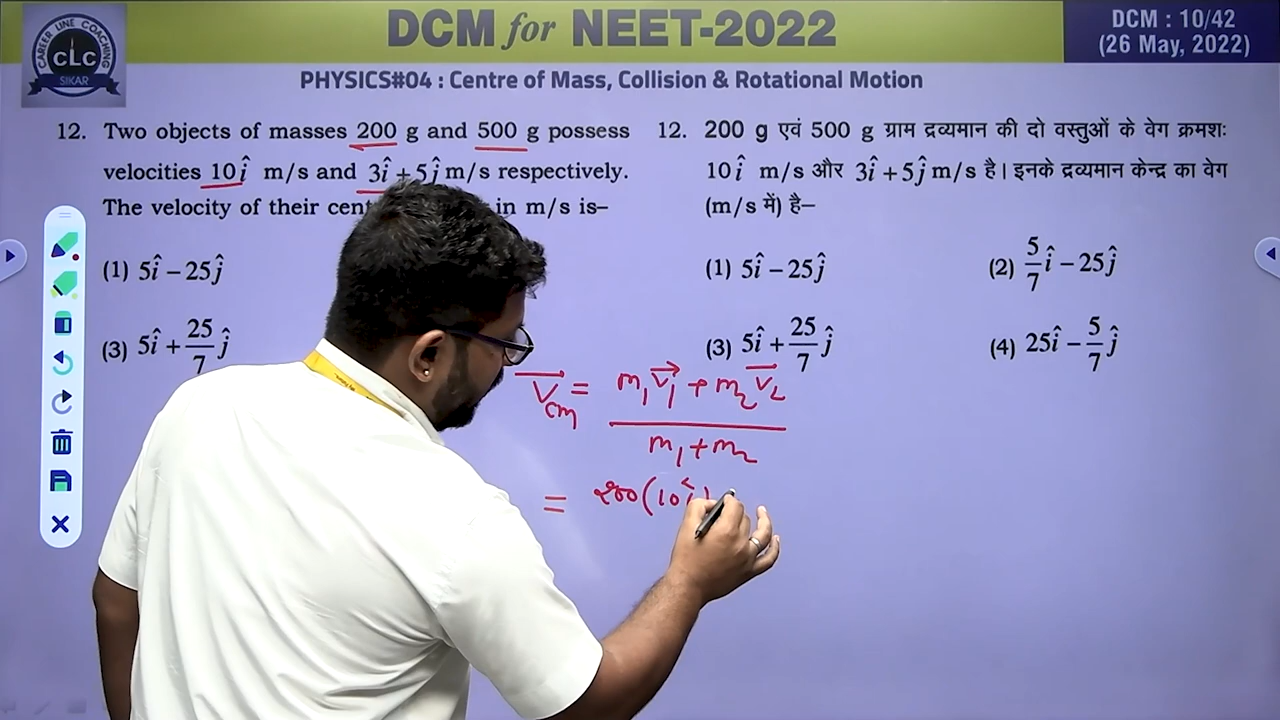 DCM for NEET-2022
DCM : 10/42
(26 May, 2022)
CAREER LINE COACHING
CLC
SIKAR
PHYSICS#04 : Centre of Mass, Collision & Rotational Motion
12. Two objects of masses 200 g and 500 g possess
velocities 10î m/s and 3î + 5ĵ m/s respectively.
The velocity of their in m/s is–
(1) 5î – 25ĵ
(3) 5î + 25/7 ĵ
12. 200 g एवं 500 g ग्राम द्रव्यमान की दो वस्तुओं के वेग क्रमशः
10î m/s और 3î + 5ĵ m/s है। इनके द्रव्यमान केन्द्र का वेग
(m/s में) है–
(1) 5î – 25ĵ (2) 5/7 î – 25ĵ
(3) 5î + 25/7 ĵ (4) 25î – 5/7 ĵ
V⃗cm = m₁v⃗₁ + m₂v⃗₂
m₁ + m₂
= 200(10î)